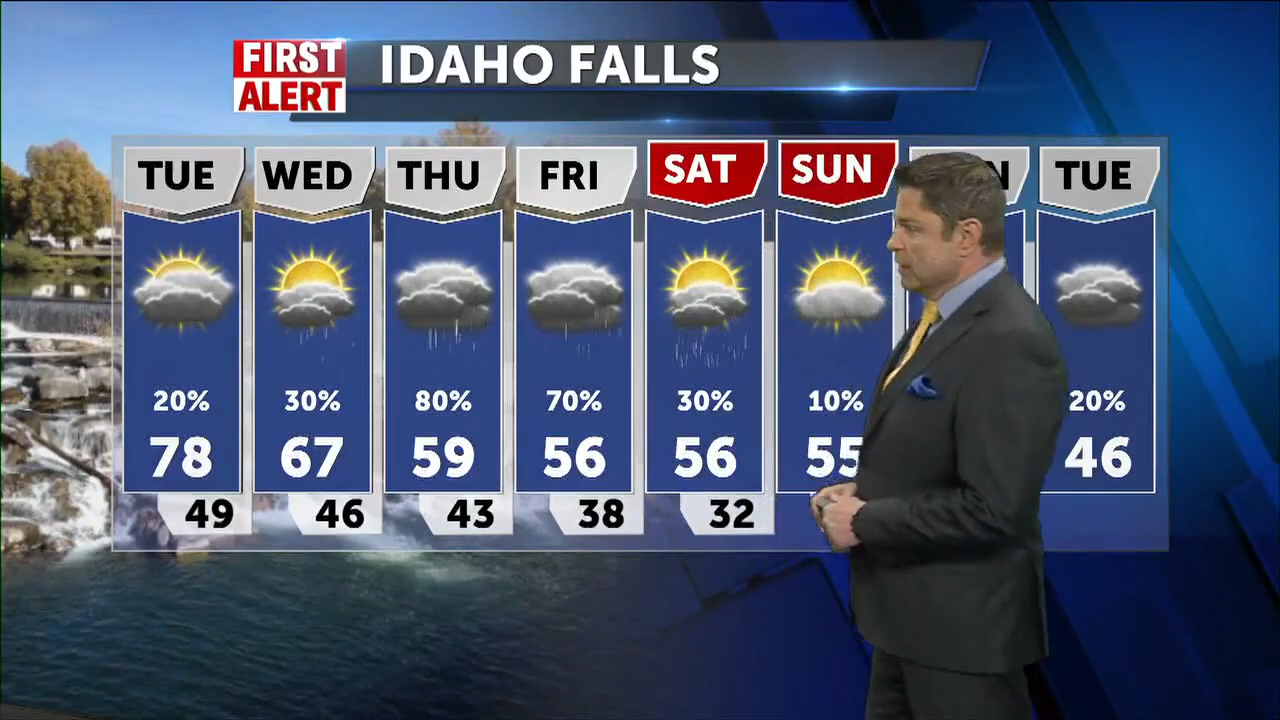 FIRST
ALERT
IDAHO FALLS
TUE WED THU FRI SAT SUN N TUE
20% 30% 80% 70% 30% 10% 20%
78 67 59 56 56 55 46
49 46 43 38 32